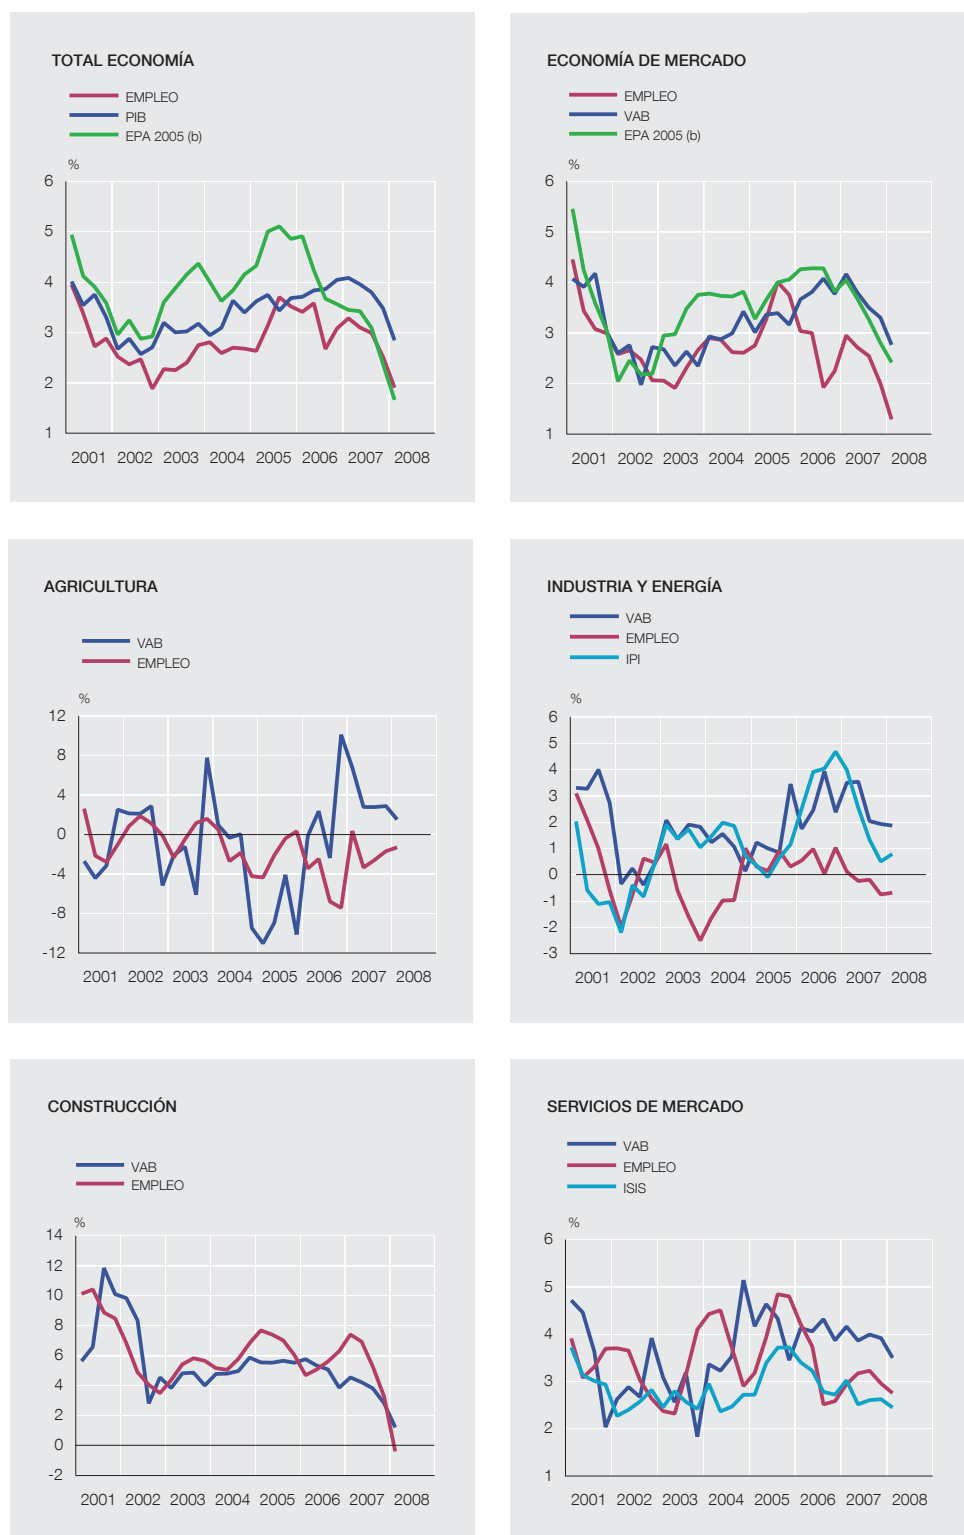 TOTAL ECONOMÍA
EMPLEO
PIB
EPA 2005 (b)
%
6
5
4
3
2
1
2001 2002 2003 2004 2005 2006 2007 2008
ECONOMÍA DE MERCADO
EMPLEO
VAB
EPA 2005 (b)
%
6
5
4
3
2
1
2001 2002 2003 2004 2005 2006 2007 2008
AGRICULTURA
VAB
EMPLEO
%
12
8
4
0
-4
-8
-12
2001 2002 2003 2004 2005 2006 2007 2008
INDUSTRIA Y ENERGÍA
VAB
EMPLEO
IPI
%
6
5
4
3
2
1
0
-1
-2
-3
2001 2002 2003 2004 2005 2006 2007 2008
CONSTRUCCIÓN
VAB
EMPLEO
%
14
12
10
8
6
4
2
0
-2
2001 2002 2003 2004 2005 2006 2007 2008
SERVICIOS DE MERCADO
VAB
EMPLEO
ISIS
%
6
5
4
3
2
1
2001 2002 2003 2004 2005 2006 2007 2008